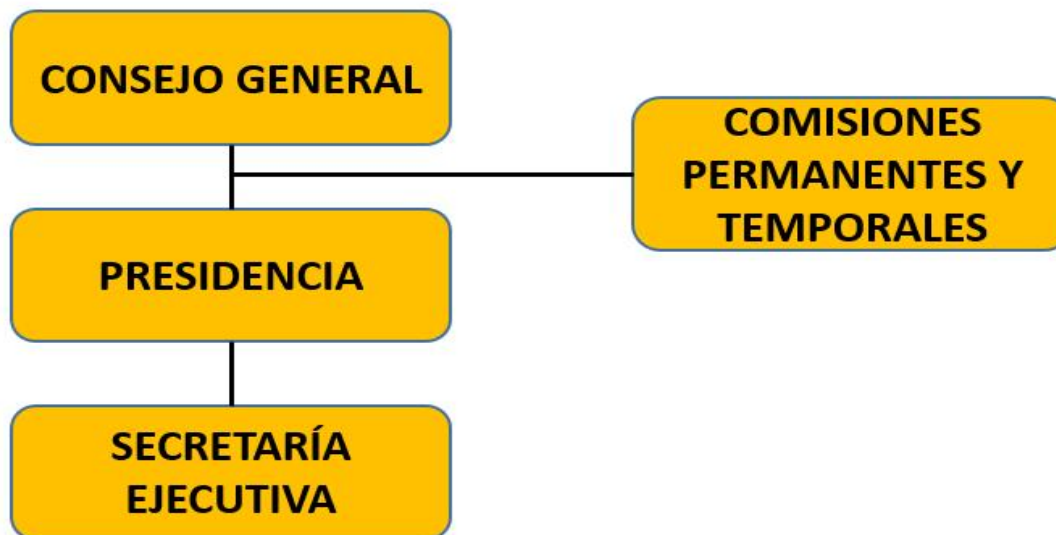 CONSEJO GENERAL
COMISIONES
PERMANENTES Y
TEMPORALES
PRESIDENCIA
SECRETARÍA
EJECUTIVA